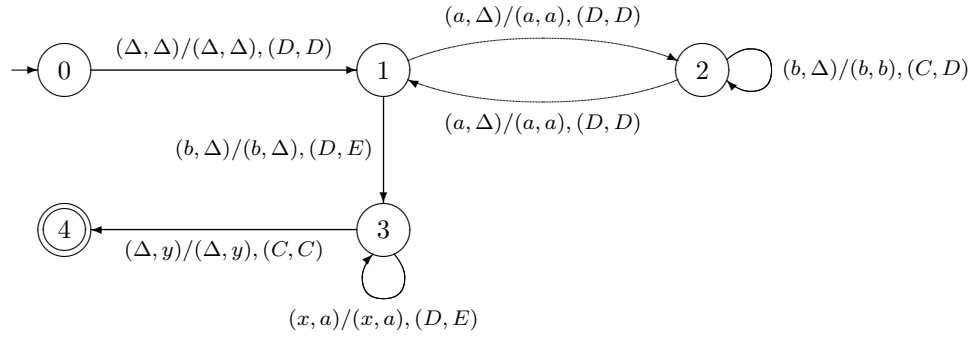 (a, Δ)/(a, a), (D, D)
(Δ, Δ)/(Δ, Δ), (D, D)
0
1
2
(b, Δ)/(b, b), (C, D)
(a, Δ)/(a, a), (D, D)
(b, Δ)/(b, Δ), (D, E)
4
3
(Δ, y)/(Δ, y), (C, C)
(x, a)/(x, a), (D, E)